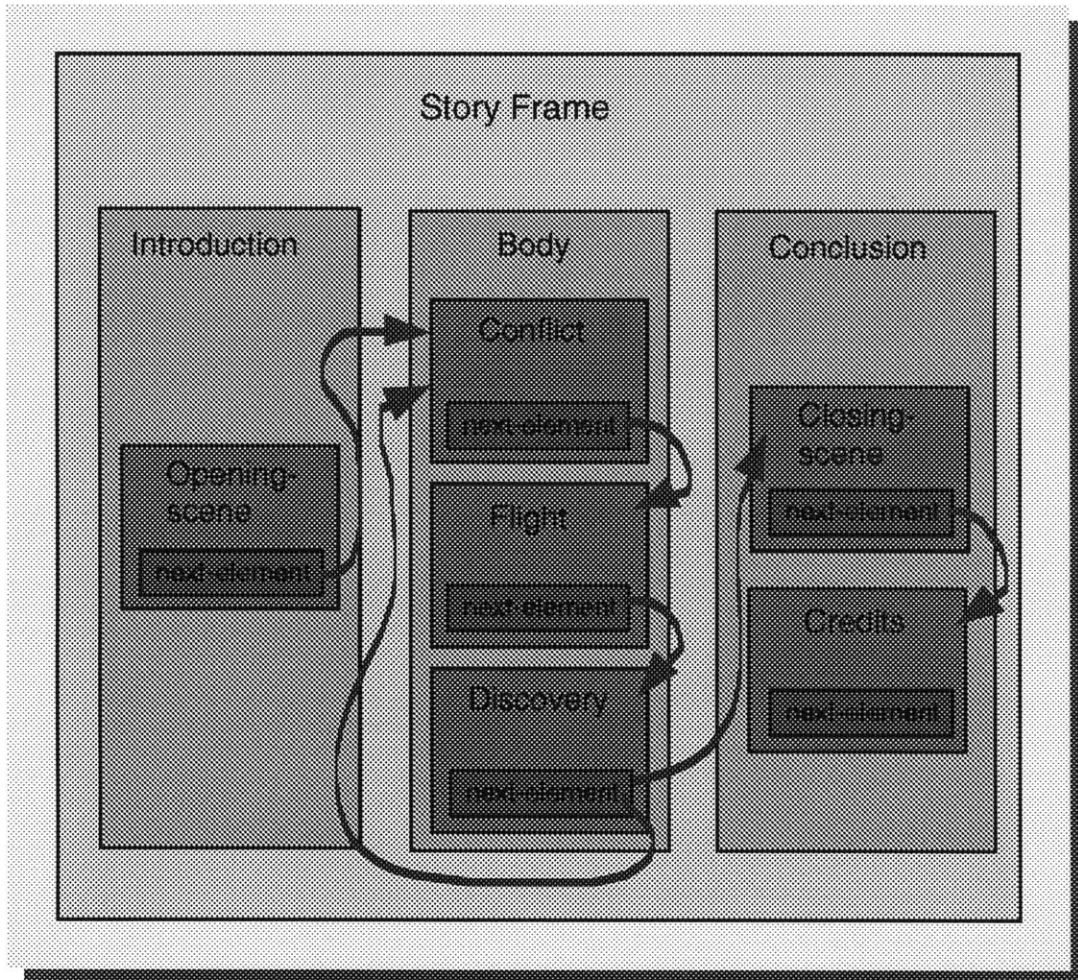 Story Frame
Introduction
Opening-
scene
next-element
Body
Conflict
next-element
Flight
next-element
Discovery
next-element
Conclusion
Closing-
scene
next-element
Credits
next-element